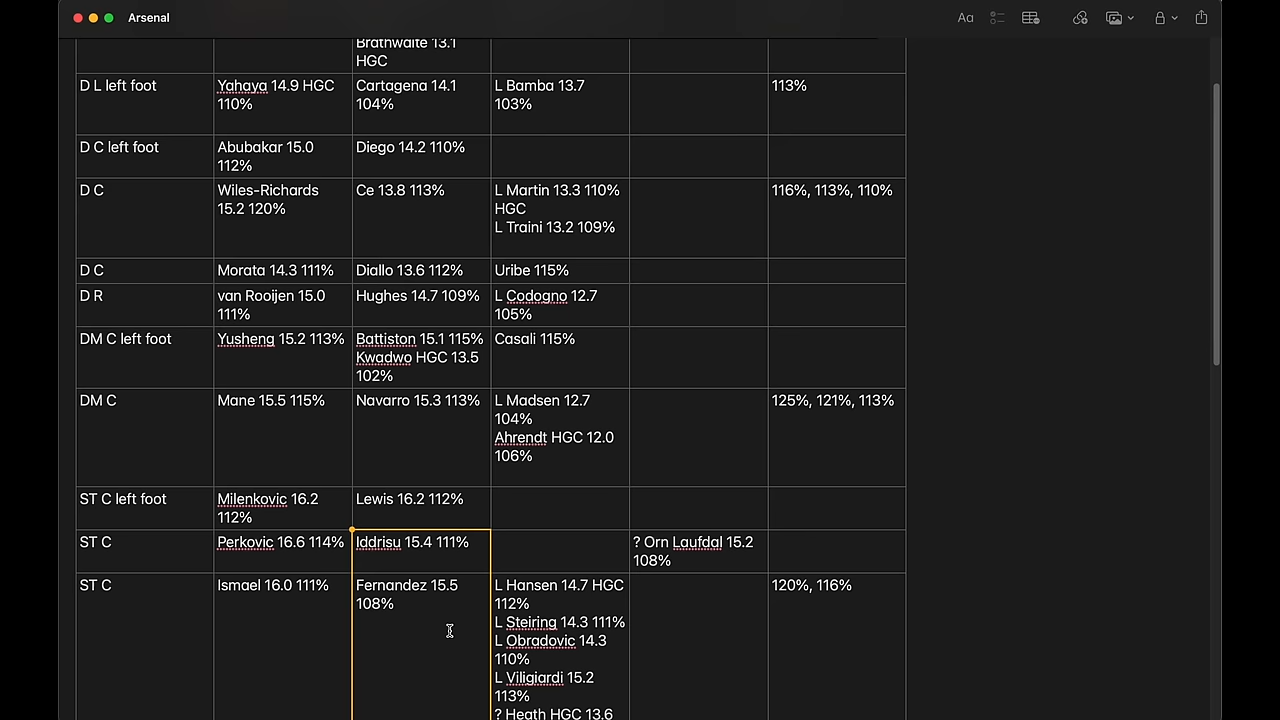 Arsenal
Aa
Brathwaite 13.1
HGC
D L left foot
Yahaya 14.9 HGC
110%
Cartagena 14.1
104%
L Bamba 13.7
103%
113%
D C left foot
Abubakar 15.0
112%
Diego 14.2 110%
D C
Wiles-Richards
15.2 120%
Ce 13.8 113%
L Martin 13.3 110%
HGC
L Traini 13.2 109%
116%, 113%, 110%
D C
Morata 14.3 111%
Diallo 13.6 112%
Uribe 115%
D R
van Rooijen 15.0
111%
Hughes 14.7 109%
L Codogno 12.7
105%
DM C left foot
Yusheng 15.2 113%
Battiston 15.1 115%
Kwadwo HGC 13.5
102%
Casali 115%
DM C
Mane 15.5 115%
Navarro 15.3 113%
L Madsen 12.7
104%
Ahrendt HGC 12.0
106%
125%, 121%, 113%
ST C left foot
Milenkovic 16.2
112%
Lewis 16.2 112%
ST C
Perkovic 16.6 114%
Iddrisu 15.4 111%
? Orn Laufdal 15.2
108%
ST C
Ismael 16.0 111%
Fernandez 15.5
108%
L Hansen 14.7 HGC
112%
L Steiring 14.3 111%
L Obradovic 14.3
110%
L Viligiardi 15.2
113%
? Heath HGC 13.6
120%, 116%